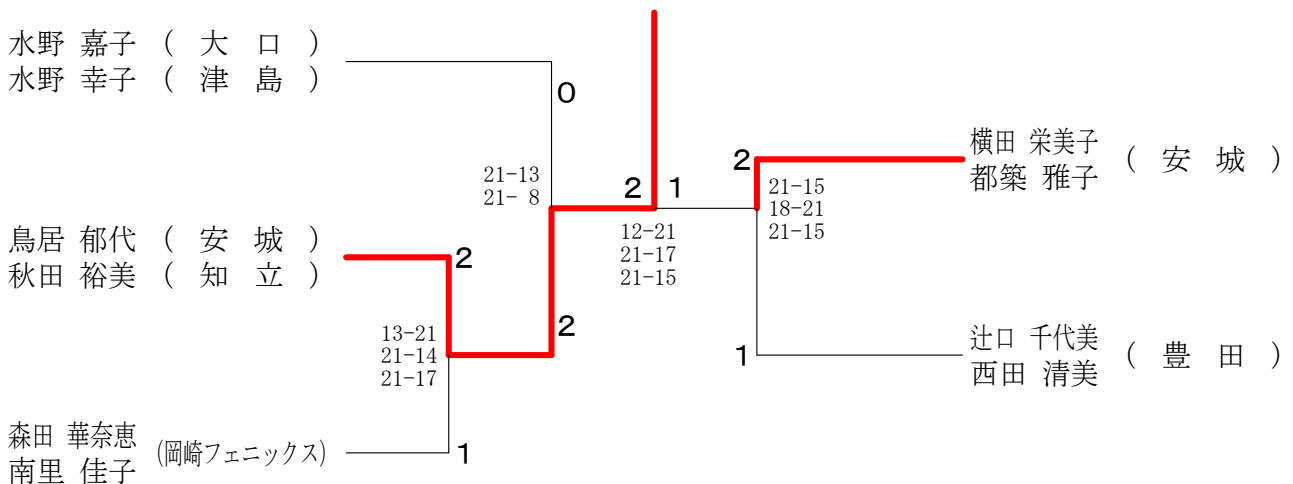 水野 嘉子 ( 大 口 )
水野 幸子 ( 津 島 )
0
21-13
21- 8
鳥居 郁代 ( 安 城 )
秋田 裕美 ( 知 立 )
2
13-21
21-14
21-17
2
森田 華奈恵
南里 佳子
(岡崎フェニックス)
1
2
1
12-21
21-17
21-15
2
21-15
18-21
21-15
横田 栄美子
都築 雅子
( 安 城 )
1
辻口 千代美
西田 清美
( 豊 田 )